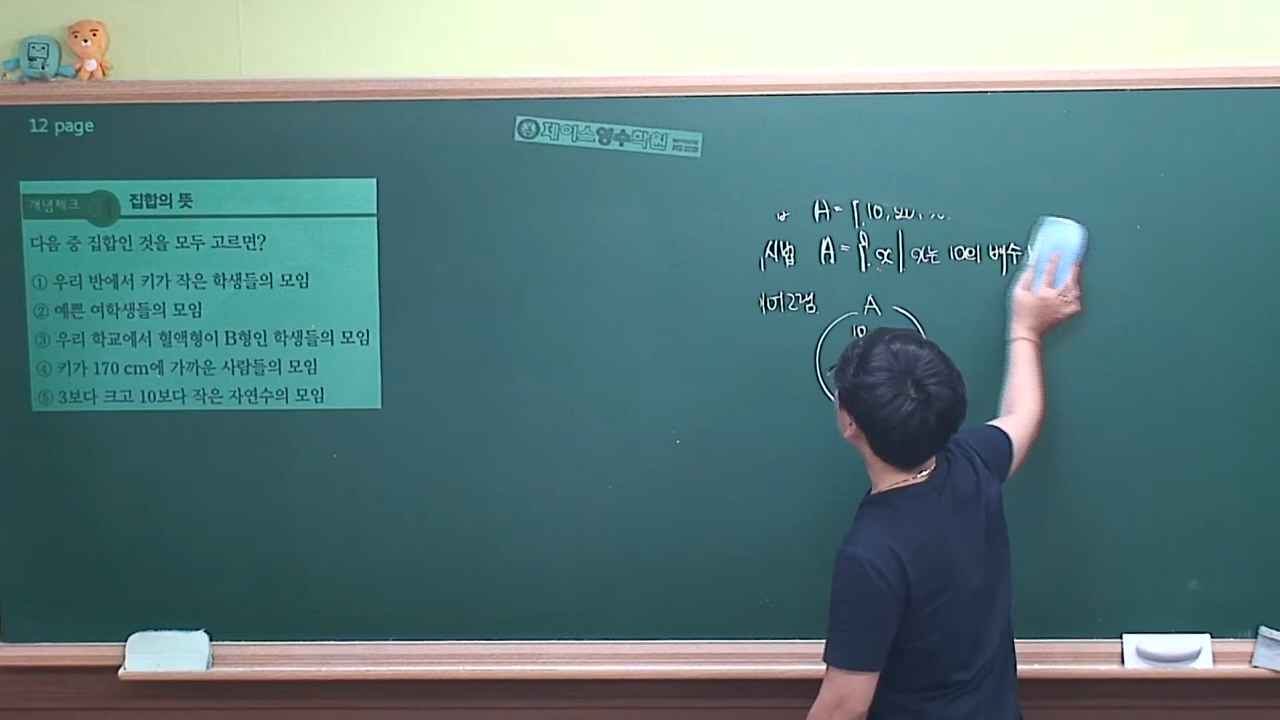 12 page
제이스영수학원
개념체크
집합의 뜻
다음 중 집합인 것을 모두 고르면?
① 우리 반에서 키가 작은 학생들의 모임
② 예쁜 여학생들의 모임
③ 우리 학교에서 혈액형이 B형인 학생들의 모임
④ 키가 170 cm에 가까운 사람들의 모임
⑤ 3보다 크고 10보다 작은 자연수의 모임
A = { 10, 20, ...
시법 A = { x | x는 10의 배수
어그램 A
10